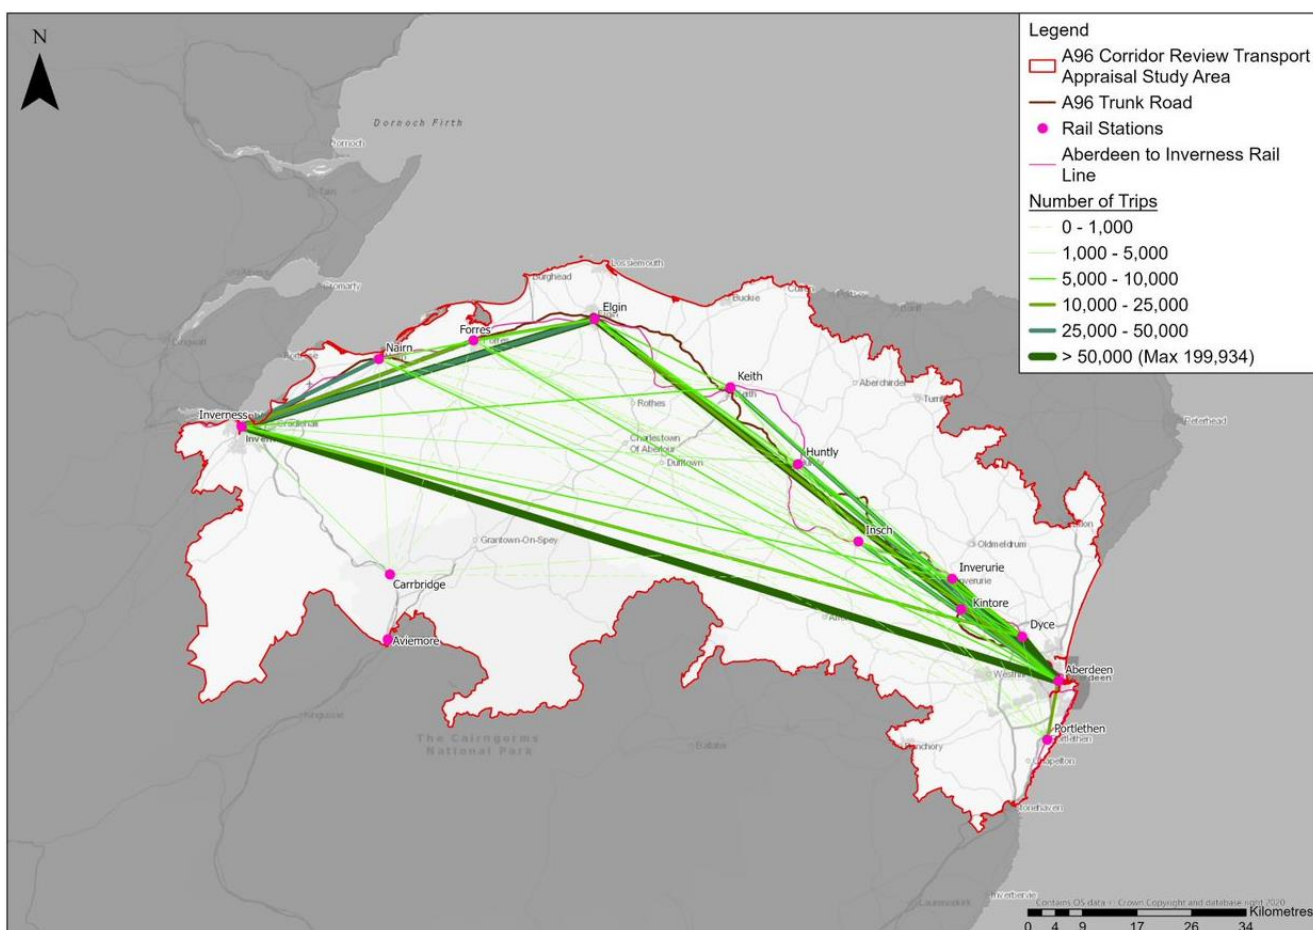 Legend
A96 Corridor Review Transport
Appraisal Study Area
A96 Trunk Road
Rail Stations
Aberdeen to Inverness Rail
Line
Number of Trips
0 - 1,000
1,000 - 5,000
5,000 - 10,000
10,000 - 25,000
25,000 - 50,000
> 50,000 (Max 199,934)
N
Dornoch Firth
Lossiemouth
Burghead
Elgin
Forres
Nairn
Buckie
Keith
Aberchirder
Rothes
Peterhead
Inverness
Charlestown
Of Aberlour
Dufftown
Huntly
Grantown-On-Spey
Insch
Oldmeldrum
Inverurie
Carrbridge
Kintore
Dyce
Aviemore
Aberdeen
Kingussie
Portlethen
The Cairngorms
National Park
Ballater
Banchory
Chapelton
Contains OS data © Crown Copyright and database right 2020
Kilometres
0 4 9 17 26 34